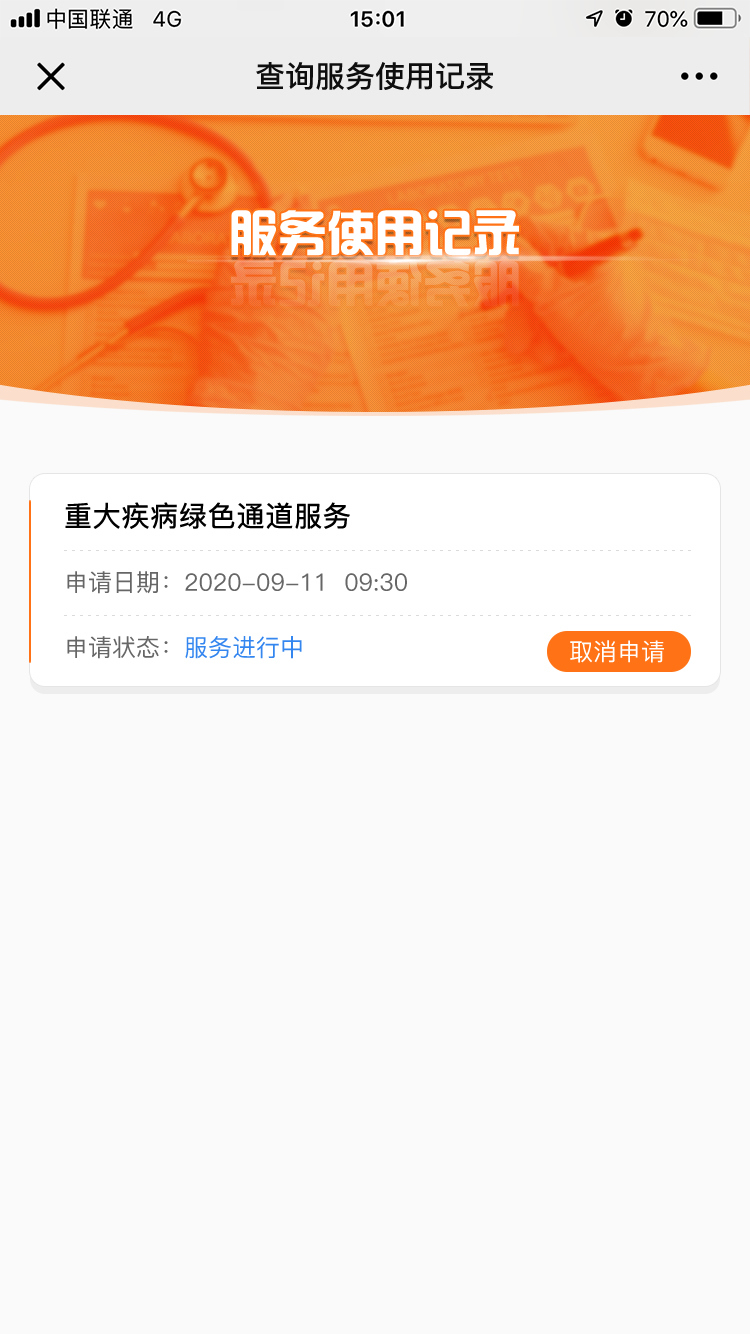 中国联通 4G 15:01 70%
查询服务使用记录
服务使用记录
重大疾病绿色通道服务
申请日期：2020-09-11 09:30
申请状态：服务进行中
取消申请